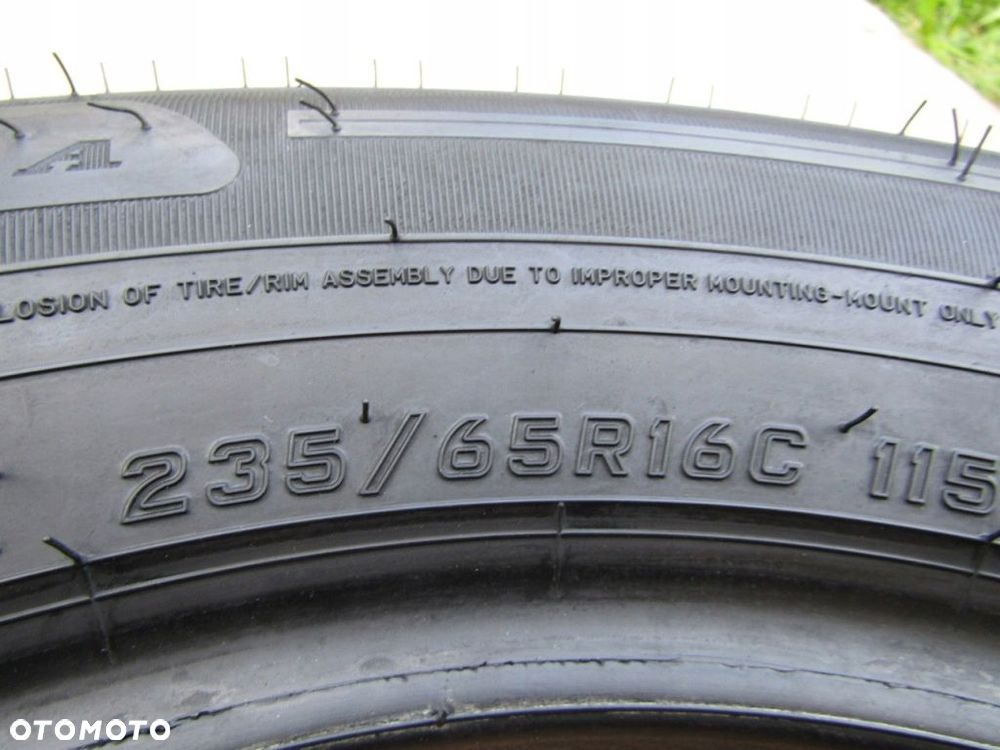 A
LOSION OF TIRE/RIM ASSEMBLY DUE TO IMPROPER MOUNTING-MOUNT ONLY
235/65R16C 115
OTOMOTO